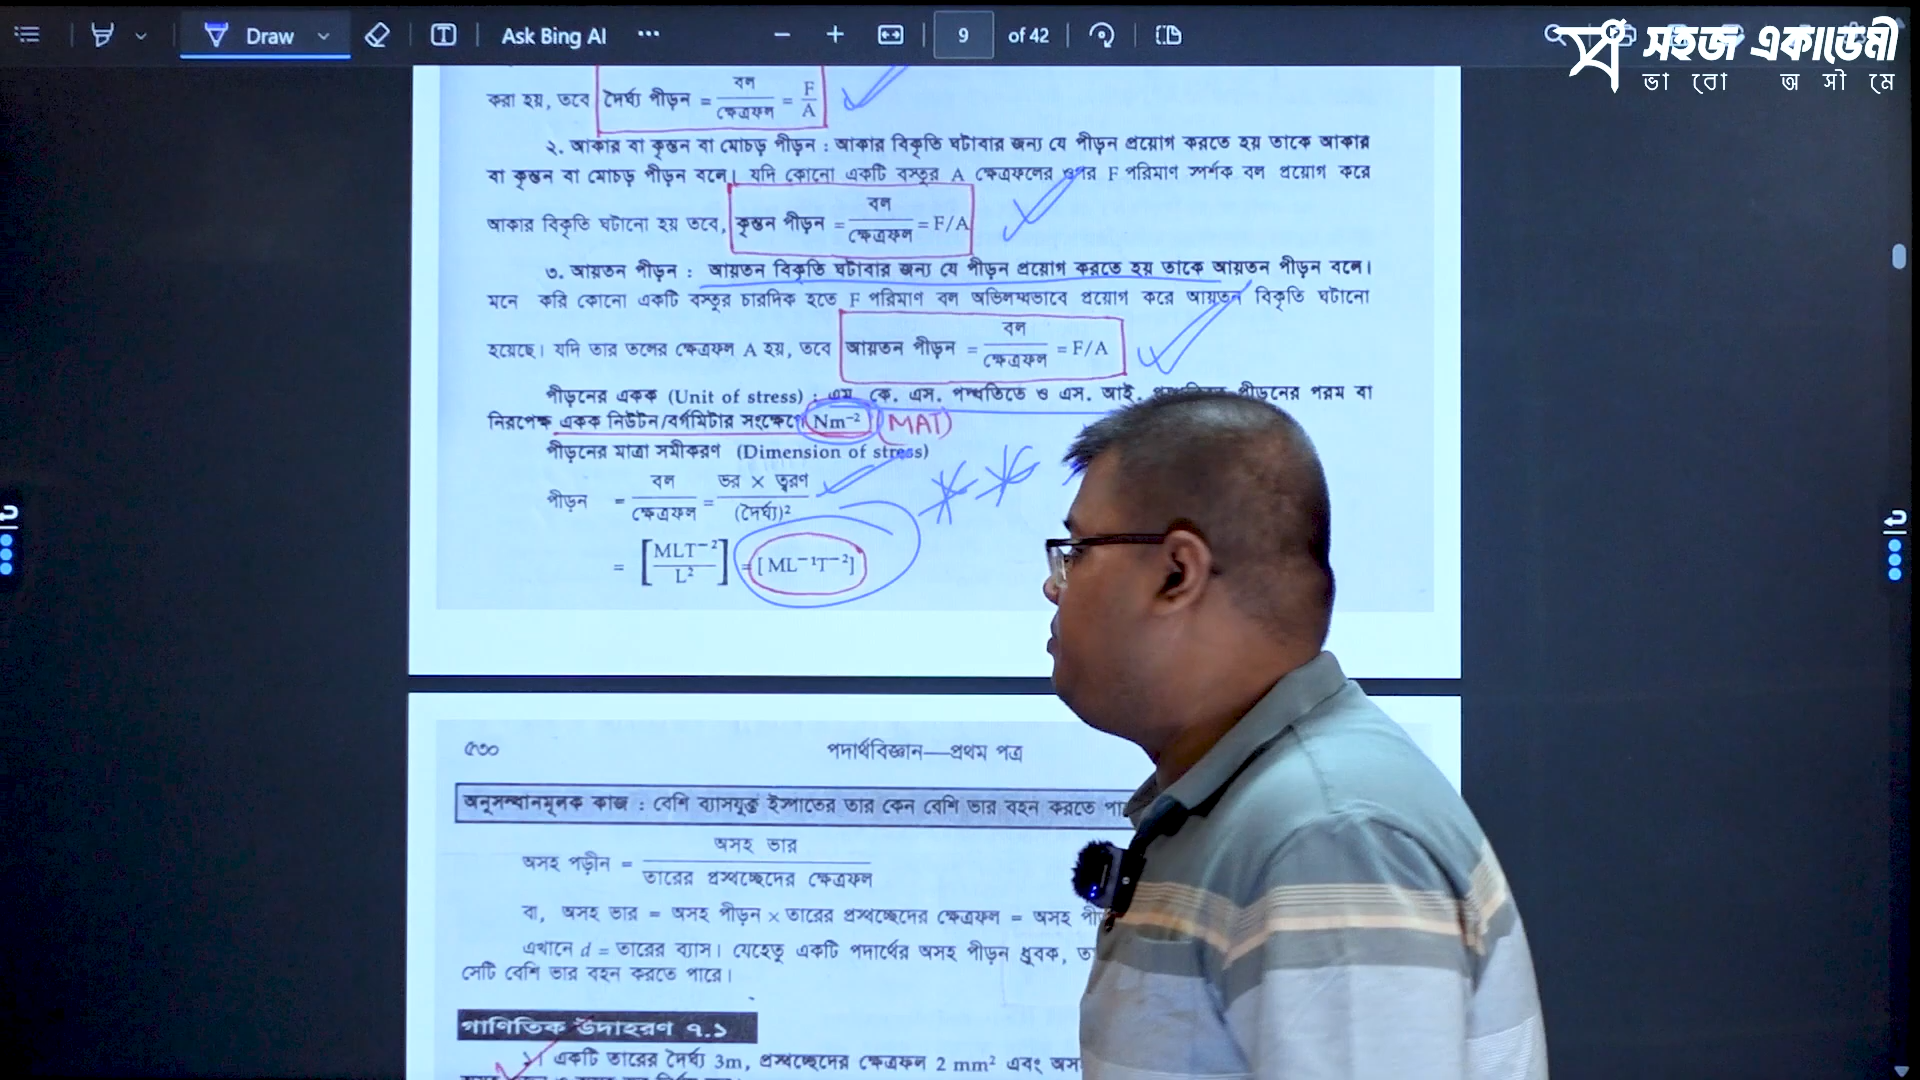 Draw
Ask Bing AI
9 of 42
সহজ একাডেমী
ভাবো অসীমে
করা হয়, তবে দৈর্ঘ্য পীড়ন = বল / ক্ষেত্রফল = F / A
২. আকার বা কৃন্তন বা মোচড় পীড়ন : আকার বিকৃতি ঘটাবার জন্য যে পীড়ন প্রয়োগ করতে হয় তাকে আকার
বা কৃন্তন বা মোচড় পীড়ন বলে। যদি কোনো একটি বস্তুর A ক্ষেত্রফলের ওপর F পরিমাণ স্পর্শক বল প্রয়োগ করে
আকার বিকৃতি ঘটানো হয় তবে, কৃন্তন পীড়ন = বল / ক্ষেত্রফল = F/A
৩. আয়তন পীড়ন : আয়তন বিকৃতি ঘটাবার জন্য যে পীড়ন প্রয়োগ করতে হয় তাকে আয়তন পীড়ন বলে।
মনে করি কোনো একটি বস্তুর চারদিক হতে F পরিমাণ বল অভিলম্বভাবে প্রয়োগ করে আয়তন বিকৃতি ঘটানো
হয়েছে। যদি তার তলের ক্ষেত্রফল A হয়, তবে আয়তন পীড়ন = বল / ক্ষেত্রফল = F/A
পীড়নের একক (Unit of stress) : এম. কে. এস. পদ্ধতিতে ও এস. আই. পীড়নের পরম বা
নিরপেক্ষ একক নিউটন/বর্গমিটার সংক্ষেপে Nm⁻² (MAT)
পীড়নের মাত্রা সমীকরণ (Dimension of stress)
পীড়ন = বল / ক্ষেত্রফল = ভর × ত্বরণ / (দৈর্ঘ্য)²
= [MLT⁻² / L²] = [ML⁻¹T⁻²]
৫৩০ পদার্থবিজ্ঞান—প্রথম পত্র
অনুসন্ধানমূলক কাজ : বেশি ব্যাসযুক্ত ইস্পাতের তার কেন বেশি ভার বহন করতে
অসহ পড়ীন = অসহ ভার / তারের প্রস্থচ্ছেদের ক্ষেত্রফল
বা, অসহ ভার = অসহ পীড়ন × তারের প্রস্থচ্ছেদের ক্ষেত্রফল = অসহ
এখানে d = তারের ব্যাস। যেহেতু একটি পদার্থের অসহ পীড়ন ধ্রুবক,
সেটি বেশি ভার বহন করতে পারে।
গাণিতিক উদাহরণ ৭.১
১। একটি তারের দৈর্ঘ্য 3m, প্রস্থচ্ছেদের ক্ষেত্রফল 2 mm² এবং